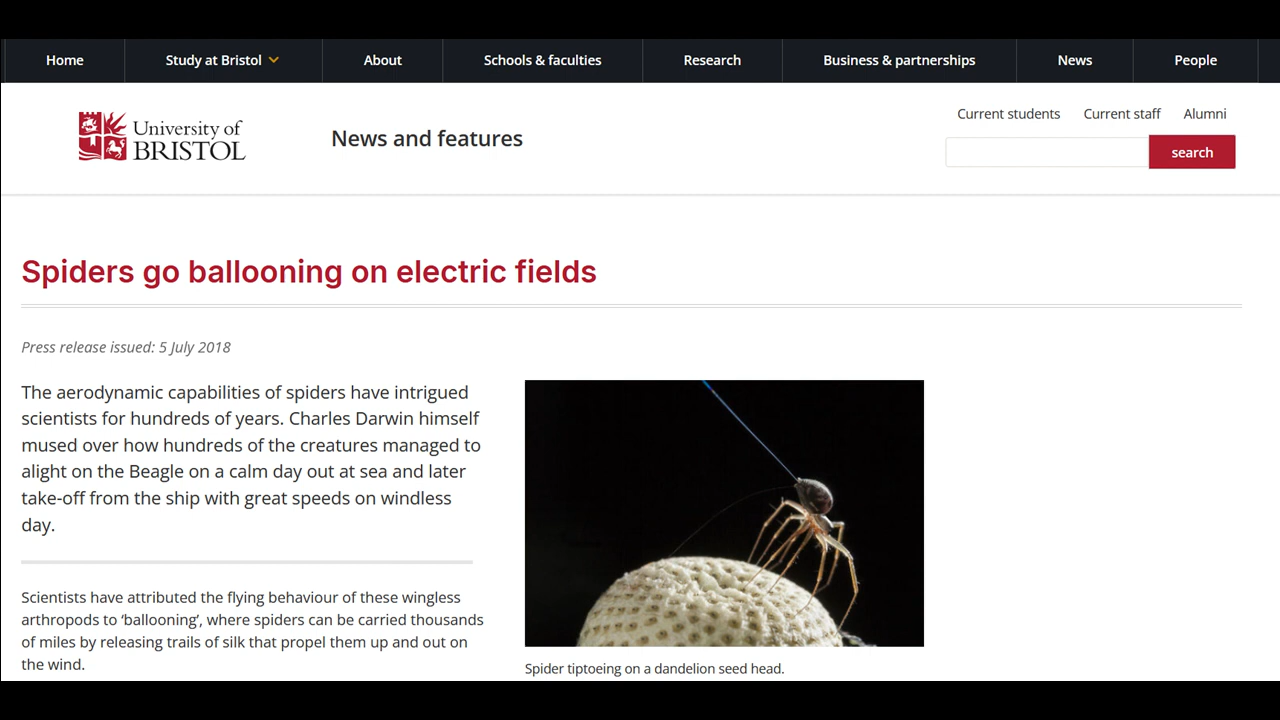 Home
Study at Bristol
About
Schools & faculties
Research
Business & partnerships
News
People
University of
BRISTOL
News and features
Current students
Current staff
Alumni
search
Spiders go ballooning on electric fields
Press release issued: 5 July 2018
The aerodynamic capabilities of spiders have intrigued
scientists for hundreds of years. Charles Darwin himself
mused over how hundreds of the creatures managed to
alight on the Beagle on a calm day out at sea and later
take-off from the ship with great speeds on windless
day.
Scientists have attributed the flying behaviour of these wingless
arthropods to ‘ballooning’, where spiders can be carried thousands
of miles by releasing trails of silk that propel them up and out on
the wind.
Spider tiptoeing on a dandelion seed head.